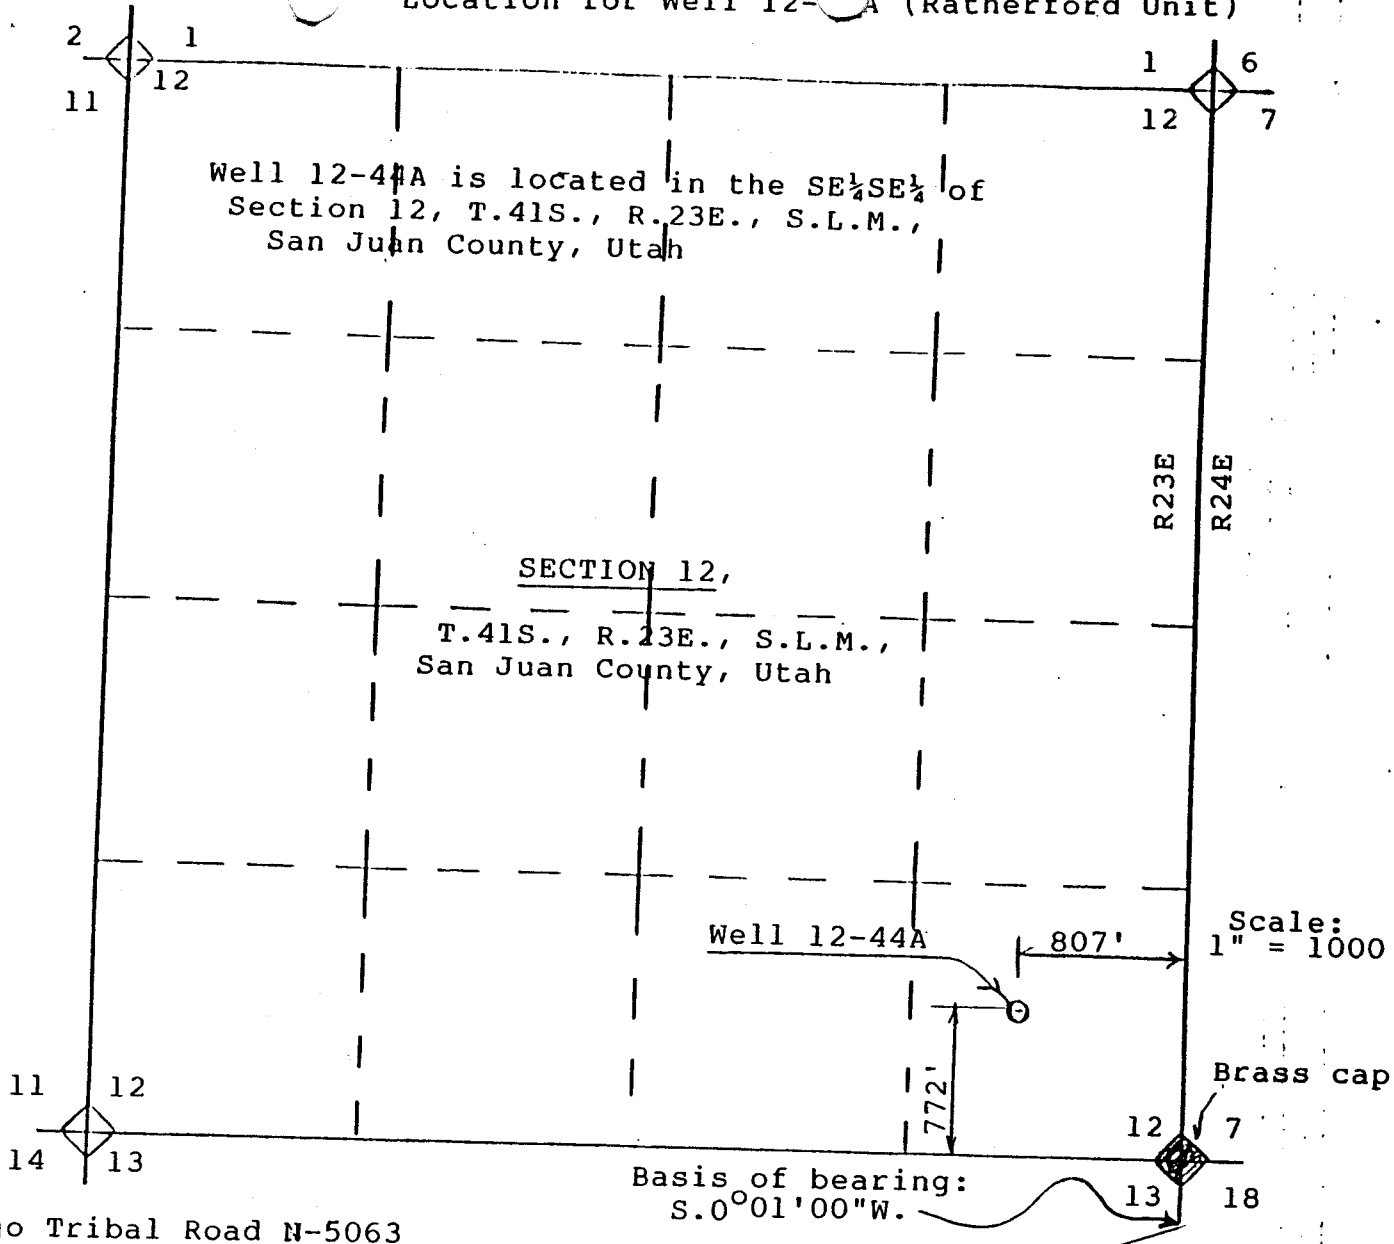 Location for Well 12- A (Ratherford Unit)
2 1
11 12
1 6
12 7
Well 12-44A is located in the SE¼SE¼ of
Section 12, T.41S., R.23E., S.L.M.,
San Juan County, Utah
R23E
R24E
SECTION 12,
T.41S., R.23E., S.L.M.,
San Juan County, Utah
Well 12-44A
807'
Scale:
1" = 1000
772'
Brass cap
11 12
14 13
12 7
13 18
Basis of bearing:
S.0°01'00"W.
Tribal Road N-5063